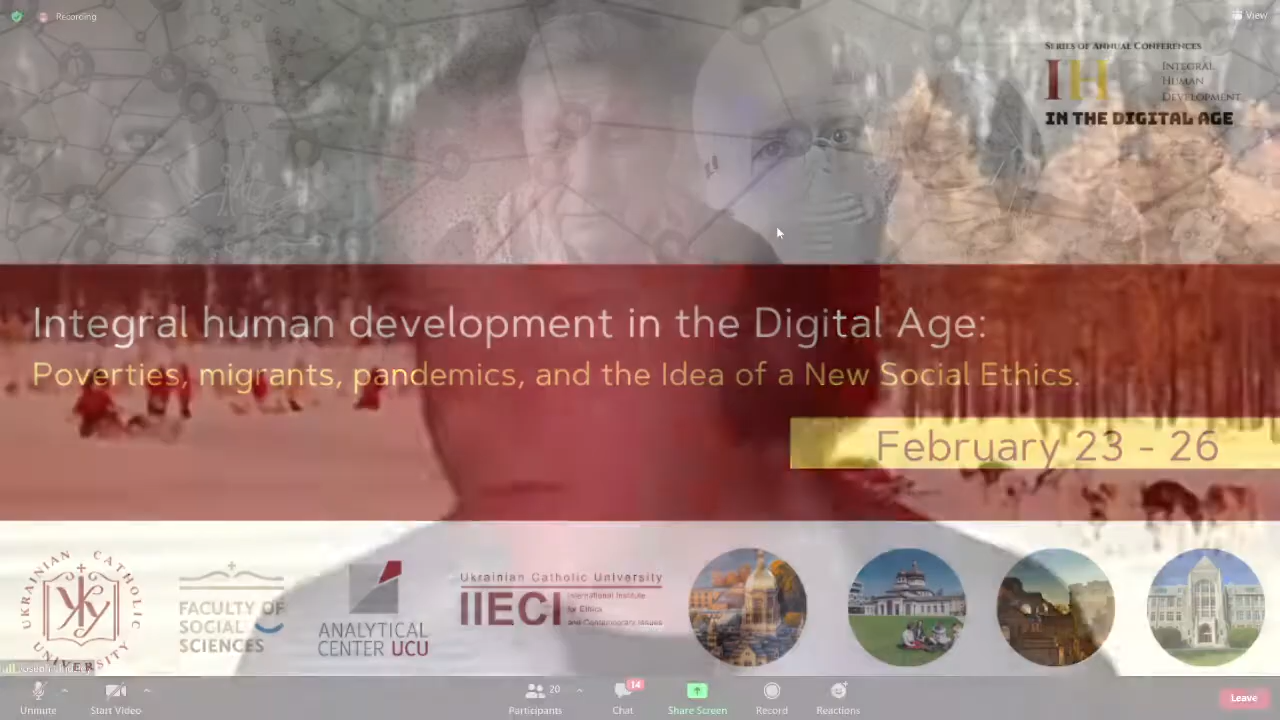 Recording
View
SERIES OF ANNUAL CONFERENCES
IH
INTEGRAL
HUMAN
DEVELOPMENT
IN THE DIGITAL AGE
Integral human development in the Digital Age:
Poverties, migrants, pandemics, and the Idea of a New Social Ethics.
February 23 - 26
UKRAINIAN CATHOLIC UNIVERSITY
FACULTY OF
SOCIAL
SCIENCES
ANALYTICAL
CENTER UCU
Ukrainian Catholic University
IIECI
International Institute
for Ethics
and Contemporary Issues
Unmute
Start Video
20
Participants
14
Chat
Share Screen
Record
Reactions
Leave